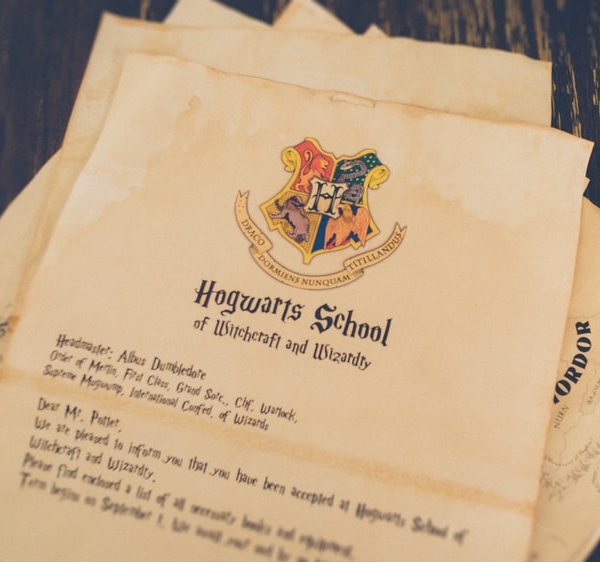 H
DRACO DORMIENS NUNQUAM TITILLANDUS
Hogwarts School
of Witchcraft and Wizardry
Headmaster: Albus Dumbledore
Order of Merlin, First Class, Grand Sorc., Chf. Warlock,
Supreme Mugwump, International Confed. of Wizards
Dear Mr. Potter,
We are pleased to inform you that you have been accepted at Hogwarts School of
Witchcraft and Wizardry.
Please find enclosed a list of all necessary books and equipment.
Term begins on September 1. We await your
ORDOR